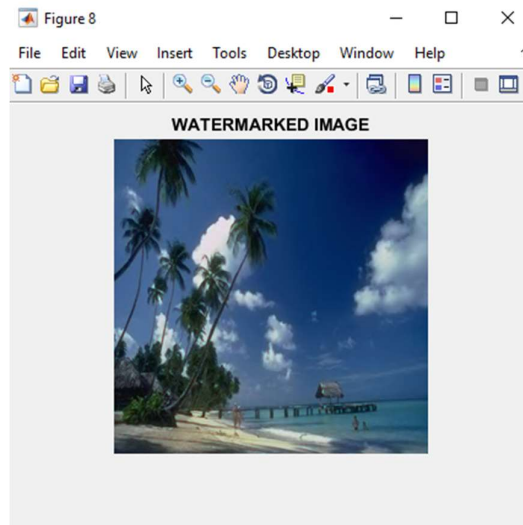 Figure 8
File Edit View Insert Tools Desktop Window Help
WATERMARKED IMAGE